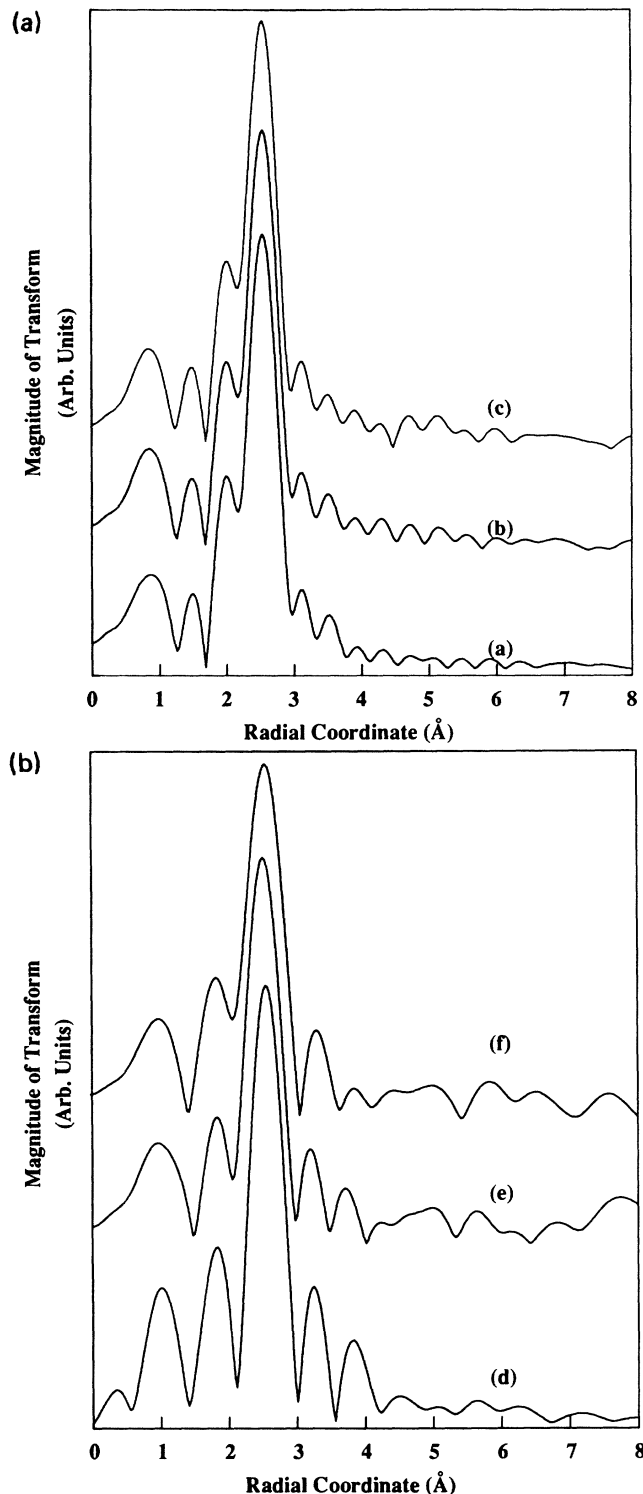 (a)
Magnitude of Transform
(Arb. Units)
(c)
(b)
(a)
0 1 2 3 4 5 6 7 8
Radial Coordinate (Å)
(b)
Magnitude of Transform
(Arb. Units)
(f)
(e)
(d)
0 1 2 3 4 5 6 7 8
Radial Coordinate (Å)